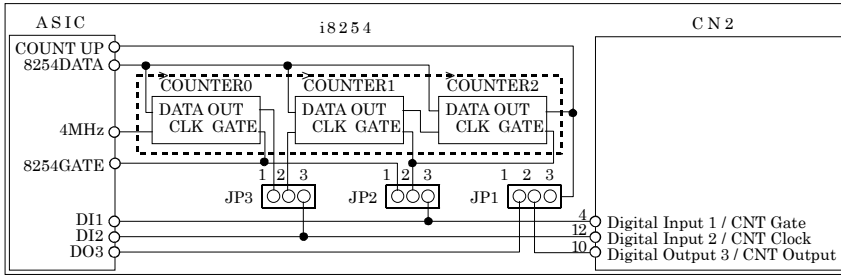 ASIC i8254 CN2
COUNT UP
8254DATA
COUNTER0 COUNTER1 COUNTER2
DATA OUT DATA OUT DATA OUT
CLK GATE CLK GATE CLK GATE
4MHz
8254GATE
1 2 3 1 2 3 1 2 3
JP3 JP2 JP1
DI1 4 Digital Input 1 / CNT Gate
DI2 12 Digital Input 2 / CNT Clock
DO3 10 Digital Output 3 / CNT Output